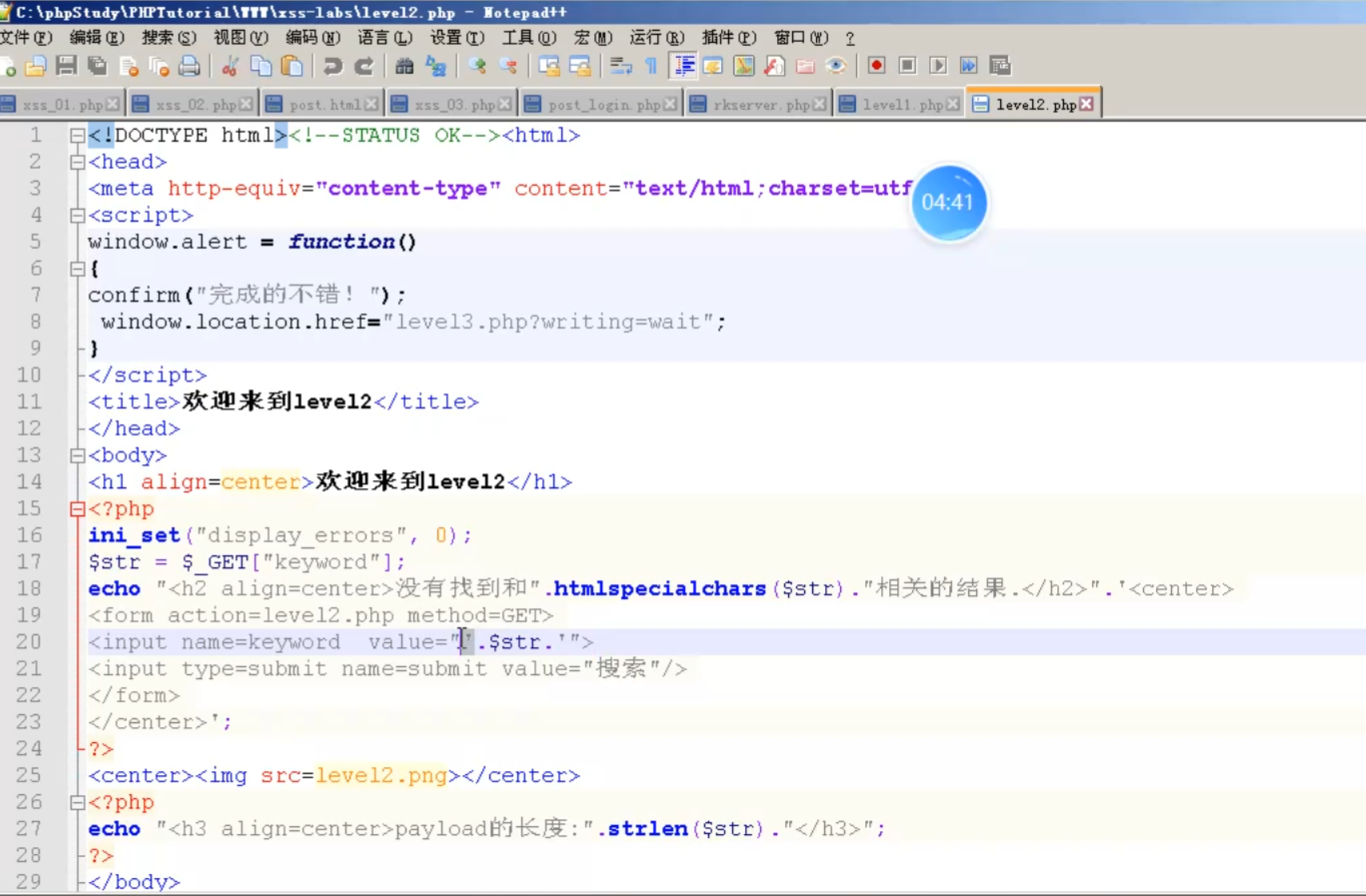 C:\phpStudy\PHPTutorial\WWW\xss-labs\level2.php - Notepad++
文件(F) 编辑(E) 搜索(S) 视图(V) 编码(N) 语言(L) 设置(T) 工具(O) 宏(M) 运行(R) 插件(P) 窗口(W) ?
xss_01.php xss_02.php post.html xss_03.php post_login.php rkserver.php level1.php level2.php
1 <!DOCTYPE html><!--STATUS OK--><html>
2 <head>
3 <meta http-equiv="content-type" content="text/html;charset=utf
04:41
4 <script>
5 window.alert = function()
6 {
7 confirm("完成的不错！");
8 window.location.href="level3.php?writing=wait";
9 }
10 </script>
11 <title>欢迎来到level2</title>
12 </head>
13 <body>
14 <h1 align=center>欢迎来到level2</h1>
15 <?php
16 ini_set("display_errors", 0);
17 $str = $_GET["keyword"];
18 echo "<h2 align=center>没有找到和".htmlspecialchars($str)."相关的结果.</h2>".'<center>
19 <form action=level2.php method=GET>
20 <input name=keyword  value="'.$str.'">
21 <input type=submit name=submit value="搜索"/>
22 </form>
23 </center>';
24 ?>
25 <center><img src=level2.png></center>
26 <?php
27 echo "<h3 align=center>payload的长度:".strlen($str)."</h3>";
28 ?>
29 </body>